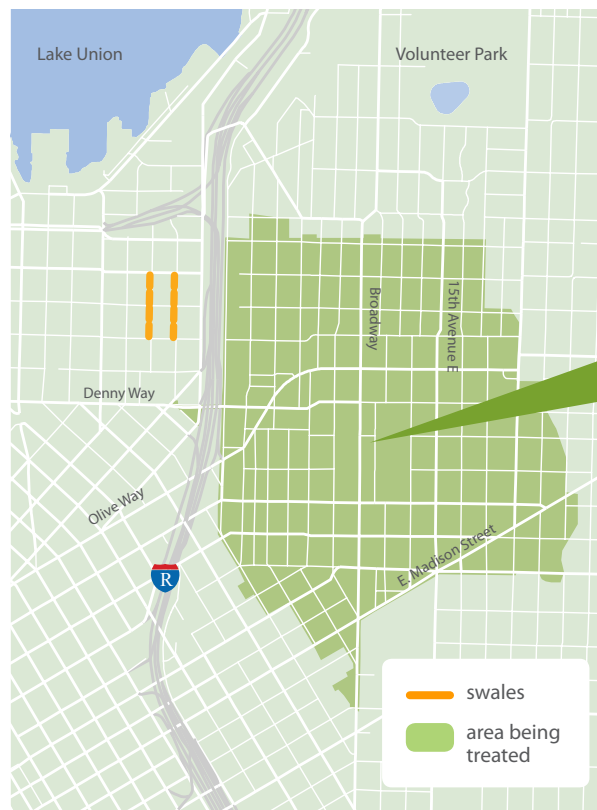 Lake Union
Volunteer Park
Broadway
15th Avenue E
Denny Way
Olive Way
E. Madison Street
R
swales
area being
treated